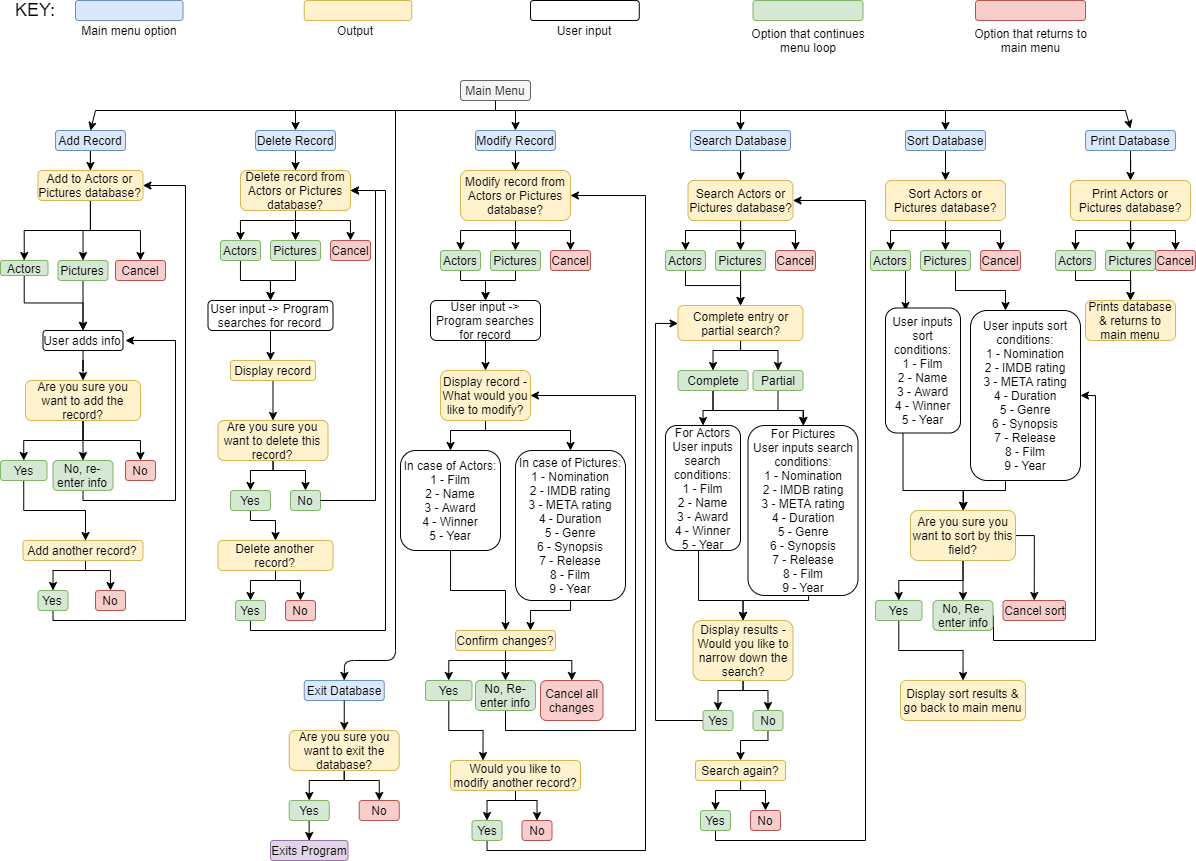 KEY:
Main menu option
Output
User input
Option that continues
menu loop
Option that returns to
main menu
Main Menu
Add Record
Add to Actors or
Pictures database?
Actors
Pictures
Cancel
User adds info
Are you sure you
want to add the
record?
Yes
No, re-
enter info
No
Add another record?
Yes
No
Delete Record
Delete record from
Actors or Pictures
database?
Actors
Pictures
Cancel
User input -> Program
searches for record
Display record
Are you sure you
want to delete this
record?
Yes
No
Delete another
record?
Yes
No
Exit Database
Are you sure you
want to exit the
database?
Yes
No
Exits Program
Modify Record
Modify record from
Actors or Pictures
database?
Actors
Pictures
Cancel
User input ->
Program searches
for record
Display record -
What would you
like to modify?
In case of Actors:
1 - Film
2 - Name
3 - Award
4 - Winner
5 - Year
In case of Pictures:
1 - Nomination
2 - IMDB rating
3 - META rating
4 - Duration
5 - Genre
6 - Synopsis
7 - Release
8 - Film
9 - Year
Confirm changes?
Yes
No, Re-
enter info
Cancel all
changes
Would you like to
modify another record?
Yes
No
Search Database
Search Actors or
Pictures database?
Actors
Pictures
Cancel
Complete entry or
partial search?
Complete
Partial
For Actors
User inputs
search
conditions:
1 - Film
2 - Name
3 - Award
4 - Winner
5 - Year
For Pictures
User inputs search
conditions:
1 - Nomination
2 - IMDB rating
3 - META rating
4 - Duration
5 - Genre
6 - Synopsis
7 - Release
8 - Film
9 - Year
Display results -
Would you like to
narrow down the
search?
Yes
No
Search again?
Yes
No
Sort Database
Sort Actors or
Pictures database?
Actors
Pictures
Cancel
User inputs
sort
conditions:
1 - Film
2 - Name
3 - Award
4 - Winner
5 - Year
User inputs sort
conditions:
1 - Nomination
2 - IMDB rating
3 - META rating
4 - Duration
5 - Genre
6 - Synopsis
7 - Release
8 - Film
9 - Year
Are you sure you
want to sort by this
field?
Yes
No, Re-
enter info
Cancel sort
Display sort results &
go back to main menu
Print Database
Print Actors or
Pictures database?
Actors
Pictures
Cancel
Prints database
& returns to
main menu